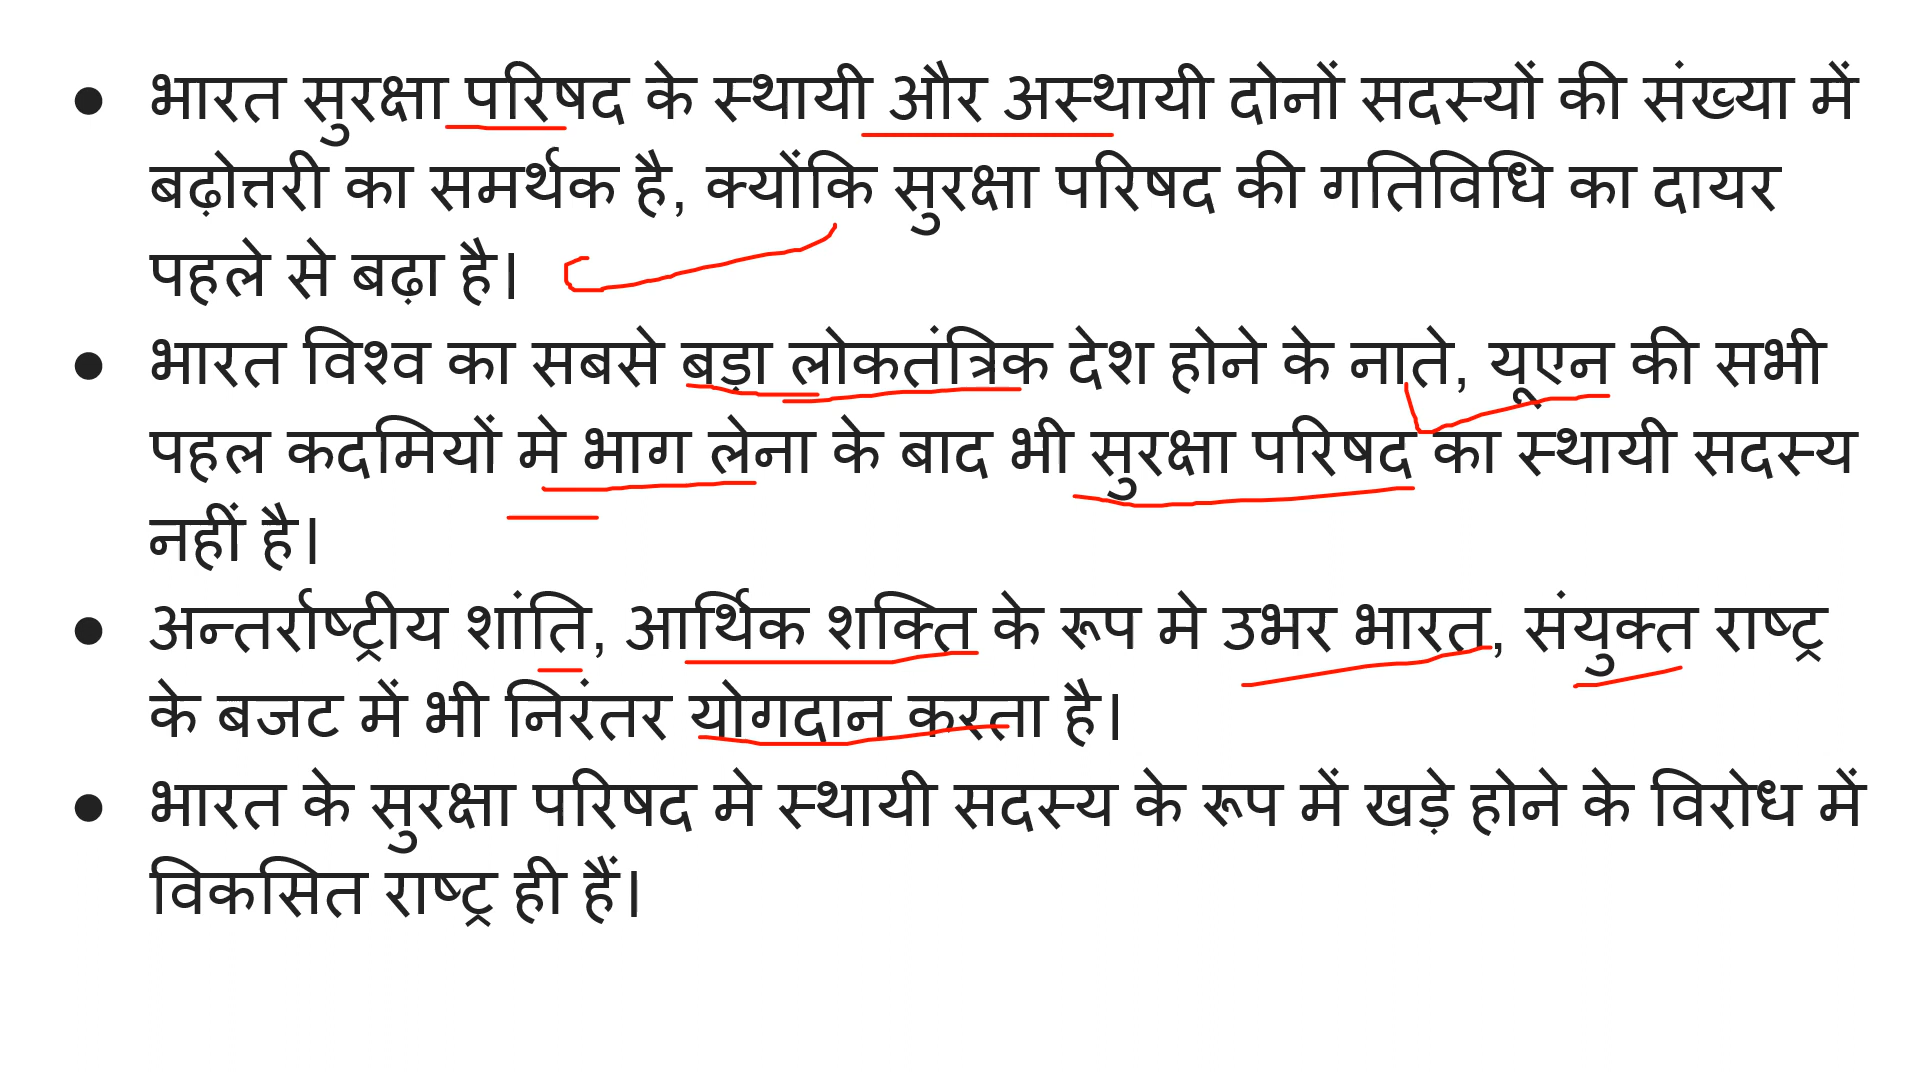 ● भारत सुरक्षा परिषद के स्थायी और अस्थायी दोनों सदस्यों की संख्या में
बढ़ोत्तरी का समर्थक है, क्योंकि सुरक्षा परिषद की गतिविधि का दायर
पहले से बढ़ा है।
● भारत विश्व का सबसे बड़ा लोकतंत्रिक देश होने के नाते, यूएन की सभी
पहल कदमियों मे भाग लेना के बाद भी सुरक्षा परिषद का स्थायी सदस्य
नहीं है।
● अन्तर्राष्ट्रीय शांति, आर्थिक शक्ति के रूप मे उभर भारत, संयुक्त राष्ट्र
के बजट में भी निरंतर योगदान करता है।
● भारत के सुरक्षा परिषद मे स्थायी सदस्य के रूप में खड़े होने के विरोध में
विकसित राष्ट्र ही हैं।